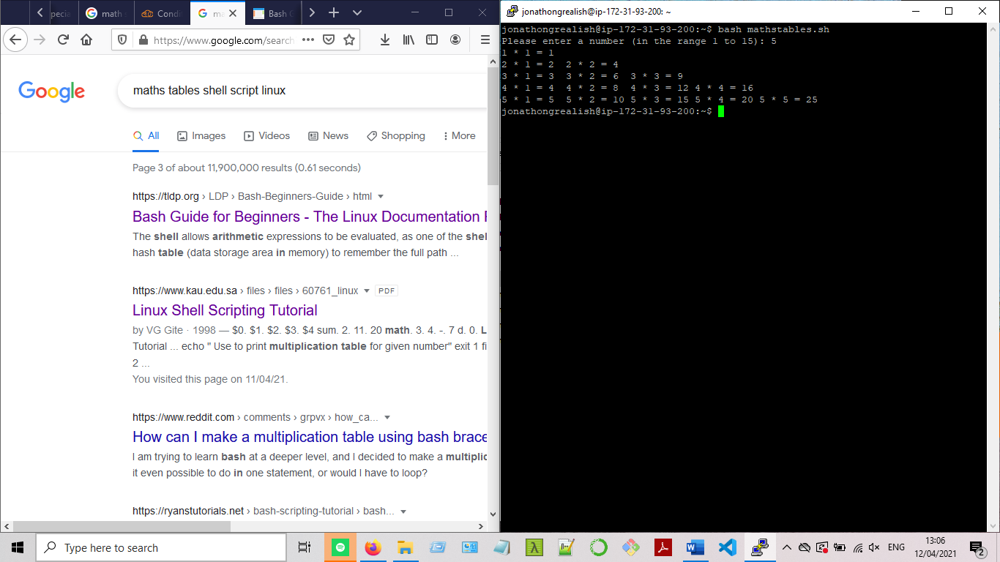 pecia
math s
Condi
ma
Bash G
https://www.google.com/search
Google
maths tables shell script linux
All
Images
Videos
News
Shopping
More
Page 3 of about 11,900,000 results (0.61 seconds)
https://tldp.org › LDP › Bash-Beginners-Guide › html
Bash Guide for Beginners - The Linux Documentation P
The shell allows arithmetic expressions to be evaluated, as one of the shel
hash table (data storage area in memory) to remember the full path ...
https://www.kau.edu.sa › files › files › 60761_linux
PDF
Linux Shell Scripting Tutorial
by VG Gite · 1998 — $0. $1. $2. $3. $4 sum. 2. 11. 20 math. 3. 4. -. 7 d. 0. L
Tutorial ... echo " Use to print multiplication table for given number" exit 1 fi
2 ...
You visited this page on 11/04/21.
https://www.reddit.com › comments › grpvx › how_ca...
How can I make a multiplication table using bash brace
I am trying to learn bash at a deeper level, and I decided to make a multiplic
it even possible to do in one statement, or would I have to loop?
https://ryanstutorials.net › bash-scripting-tutorial › bash...
jonathongrealish@ip-172-31-93-200: ~
jonathongrealish@ip-172-31-93-200:~$ bash mathstables.sh
Please enter a number (in the range 1 to 15): 5
1 * 1 = 1
2 * 1 = 2  2 * 2 = 4
3 * 1 = 3  3 * 2 = 6  3 * 3 = 9
4 * 1 = 4  4 * 2 = 8  4 * 3 = 12 4 * 4 = 16
5 * 1 = 5  5 * 2 = 10 5 * 3 = 15 5 * 4 = 20 5 * 5 = 25
jonathongrealish@ip-172-31-93-200:~$
Type here to search
ENG
13:06
12/04/2021
2